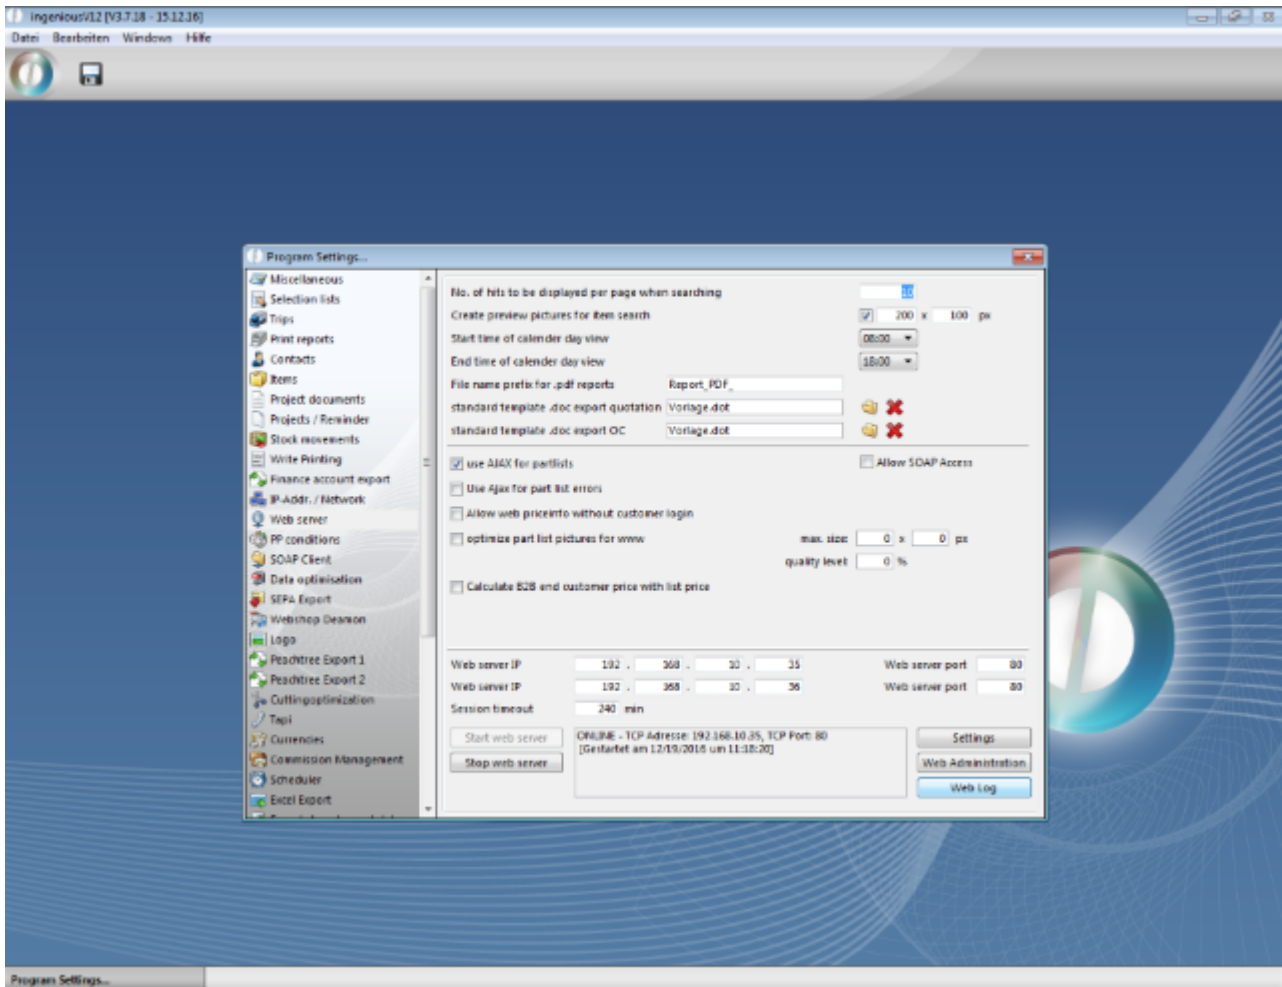 ingeniousV12 [V3.7.18 - 15.12.16]
Datei Bearbeiten Windows Hilfe
Program Settings...
Miscellaneous
Selection lists
Trips
Print reports
Contacts
Items
Project documents
Projects / Reminder
Stock movements
Write Printing
Finance account export
IP-Addr. / Network
Web server
PP conditions
SOAP Client
Data optimisation
SEPA Export
Webshop Deamon
Logo
Peachtree Export 1
Peachtree Export 2
Cuttingoptimization
Tapi
Currencies
Commission Management
Scheduler
Excel Export
No. of hits to be displayed per page when searching 10
Create preview pictures for item search 200 x 100 px
Start time of calender day view 08:00
End time of calender day view 18:00
File name prefix for .pdf reports Report_PDF_
standard template .doc export quotation Vorlage.dot
standard template .doc export OC Vorlage.dot
use AJAX for partlists Allow SOAP Access
Use Ajax for part list errors
Allow web priceinfo without customer login
optimize part list pictures for www max. size: 0 x 0 px
quality level: 0 %
Calculate B2B end customer price with list price
Web server IP 192 . 168 . 10 . 35 Web server port 80
Web server IP 192 . 168 . 10 . 36 Web server port 80
Session timeout 240 min
Start web server
Stop web server
ONLINE - TCP Adresse: 192.168.10.35, TCP Port: 80
[Gestartet am 12/19/2016 um 11:18:20]
Settings
Web Administration
Web Log
Program Settings...